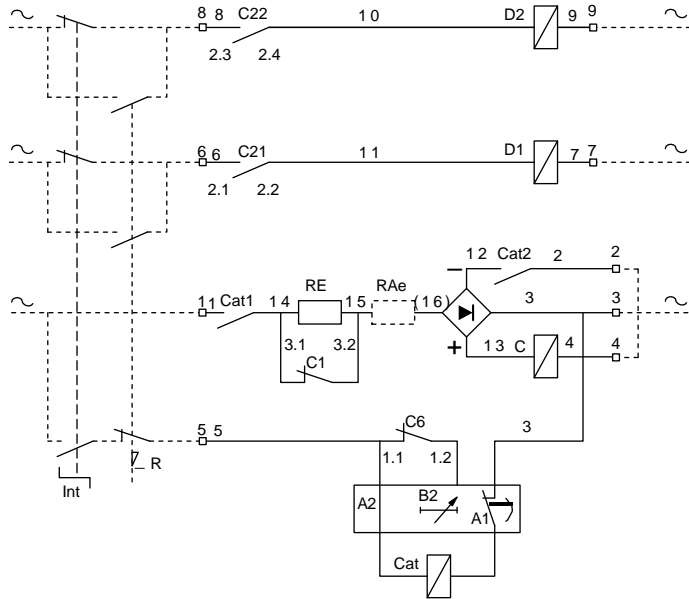 8 8 C22 10 D2 9 9
2.3 2.4
6 6 C21 11 D1 7 7
2.1 2.2
12 Cat2 2 2
−
11 Cat1 14 RE 15 RAe (16) 3 3
3.1 3.2
+ 13 C 4 4
C1
5 5 C6 3
1.1 1.2
R
Int
A2 B2 A1
Cat